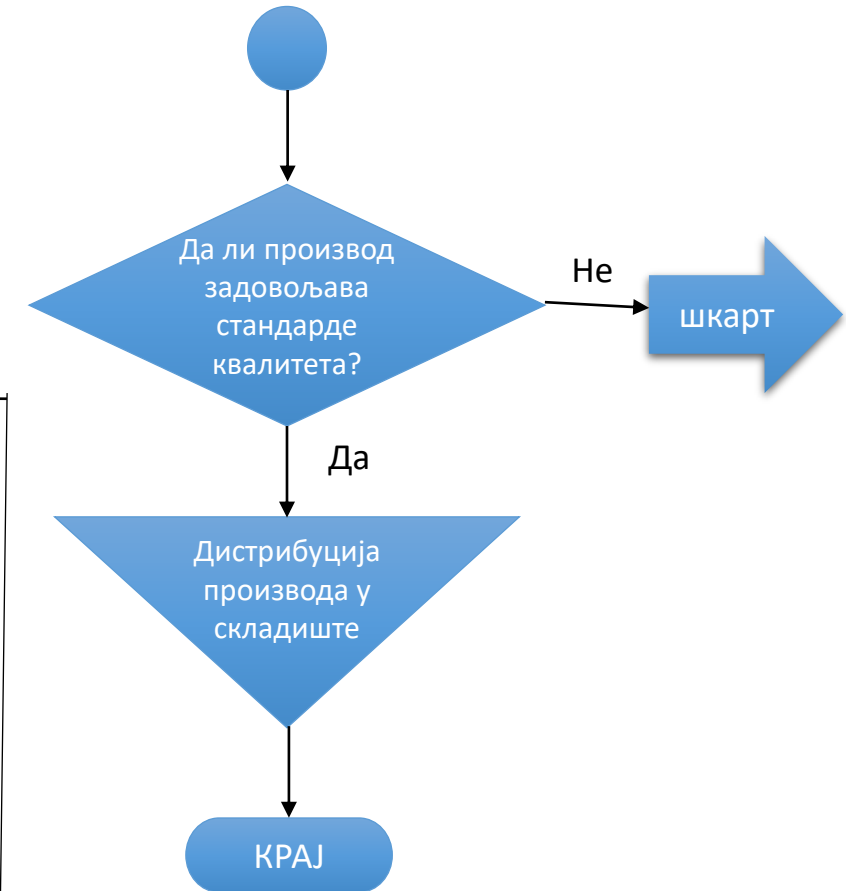 Да ли производ
задовољава
стандарде
квалитета?
Не
шкарт
Да
Дистрибуција
производа у
складиште
КРАЈ